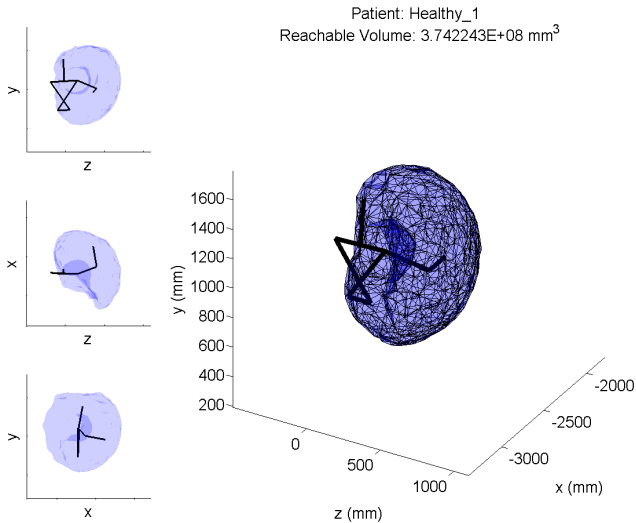 Patient: Healthy_1
Reachable Volume: 3.742243E+08 mm³
y
z
x
z
y
x
1600
1400
1200
1000
800
600
400
200
y (mm)
0
500
1000
z (mm)
-2000
-2500
-3000
x (mm)